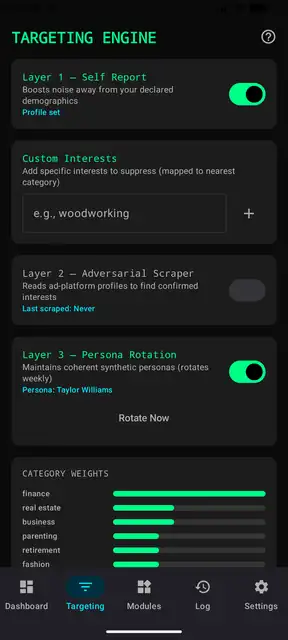 TARGETING ENGINE
Layer 1 — Self Report
Boosts noise away from your declared
demographics
Profile set
Custom Interests
Add specific interests to suppress (mapped to nearest
category)
e.g., woodworking
Layer 2 — Adversarial Scraper
Reads ad-platform profiles to find confirmed
interests
Last scraped: Never
Layer 3 — Persona Rotation
Maintains coherent synthetic personas (rotates
weekly)
Persona: Taylor Williams
Rotate Now
CATEGORY WEIGHTS
finance
real estate
business
parenting
retirement
fashion
Dashboard
Targeting
Modules
Log
Settings